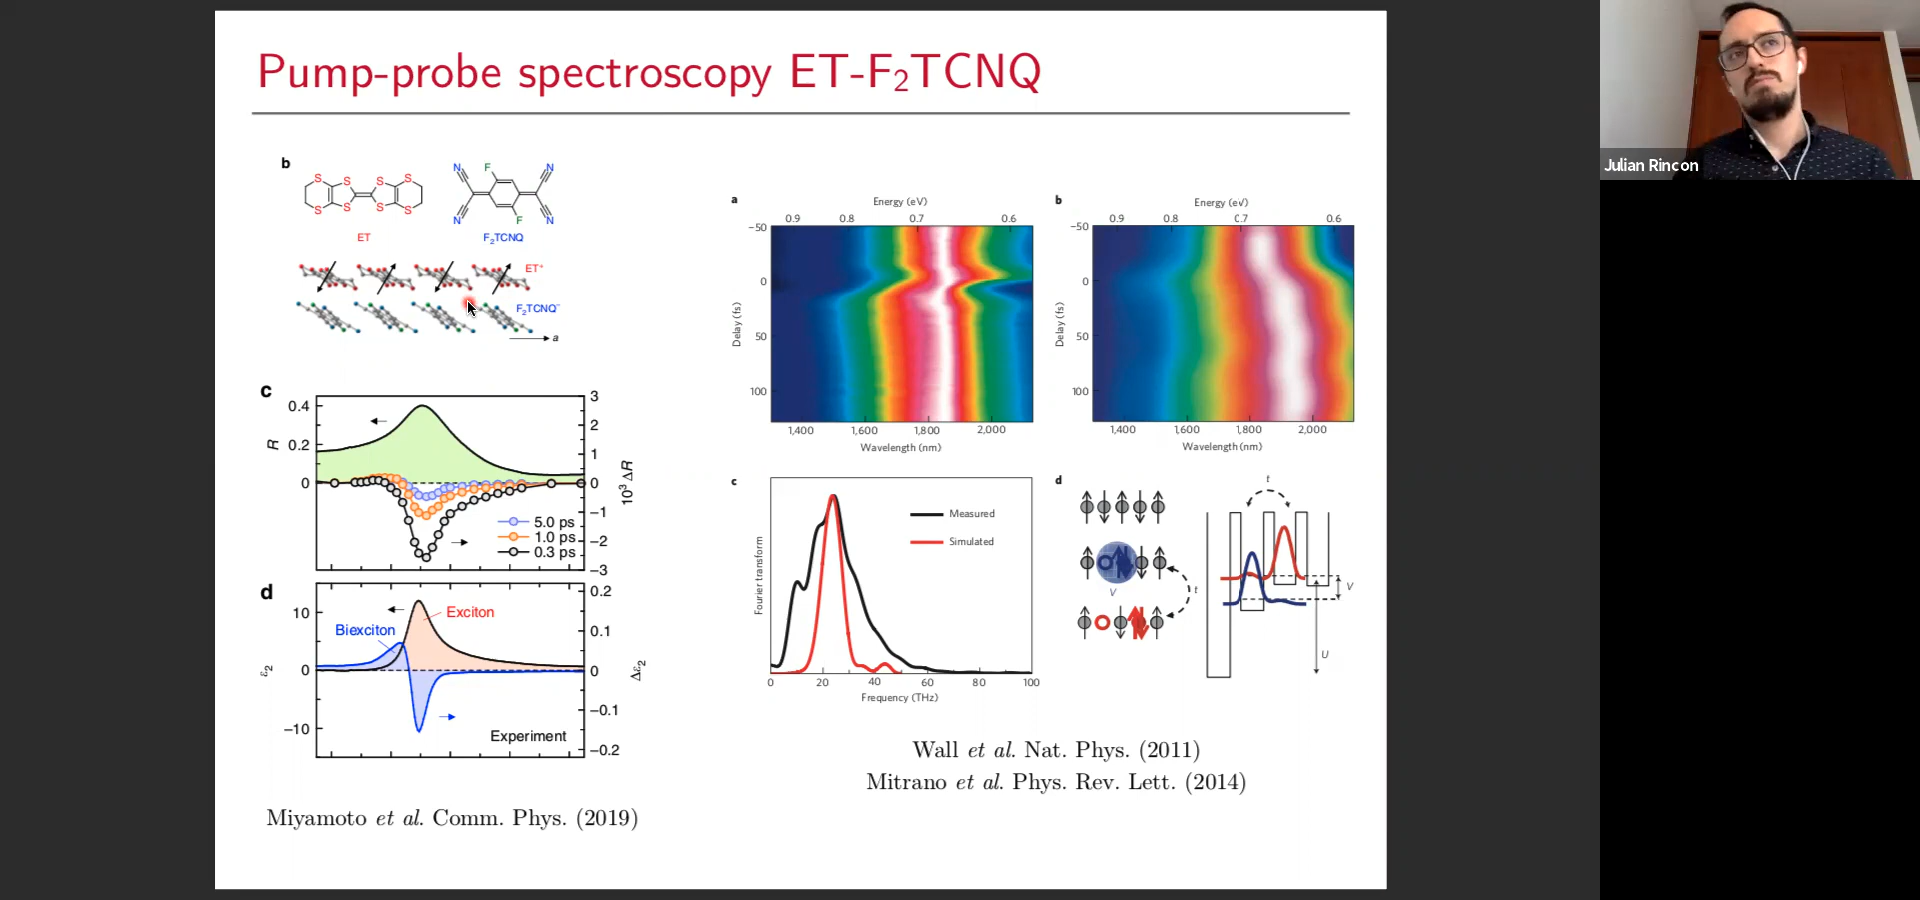 Pump-probe spectroscopy ET-F₂TCNQ
b
S S S S
S S S S
ET
N F N
N F N
F₂TCNQ
ET⁺
F₂TCNQ⁻
a
c
R
0.4
0.2
0
3
2
1
0
−1
−2
−3
10³ ΔR
5.0 ps
1.0 ps
0.3 ps
d
ε₂
10
0
−10
0.2
0.1
0
−0.1
−0.2
Δε₂
Exciton
Biexciton
Experiment
Miyamoto et al. Comm. Phys. (2019)
a
Energy (eV)
0.9 0.8 0.7 0.6
−50
0
50
100
Delay (fs)
1,400 1,600 1,800 2,000
Wavelength (nm)
b
Energy (eV)
0.9 0.8 0.7 0.6
−50
0
50
100
Delay (fs)
1,400 1,600 1,800 2,000
Wavelength (nm)
c
Fourier transform
Measured
Simulated
0 20 40 60 80 100
Frequency (THz)
d
V
t
t
V
U
Wall et al. Nat. Phys. (2011)
Mitrano et al. Phys. Rev. Lett. (2014)
Julian Rincon